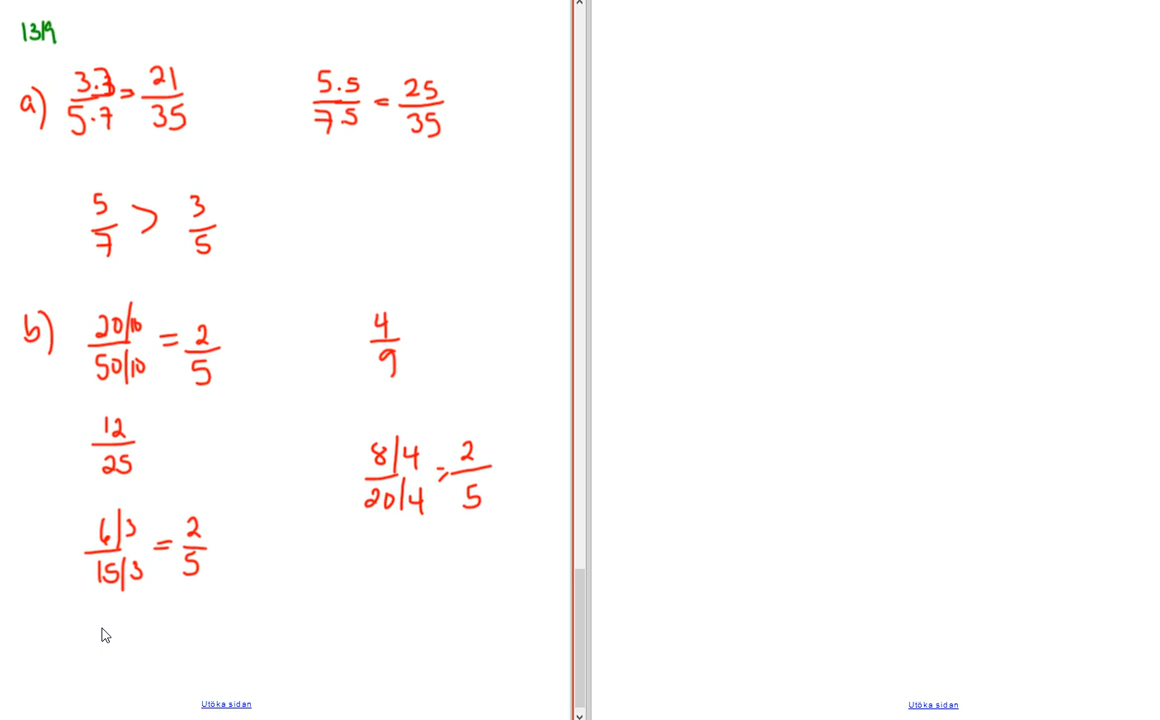 1319
a) 3.7/5.7 = 21/35    5.5/7.5 = 25/35
5/7 > 3/5
b) 20/10 / 50/10 = 2/5    4/9
12/25
8/4 / 20/4 = 2/5
6/3 / 15/3 = 2/5
Utöka sidan    Utöka sidan